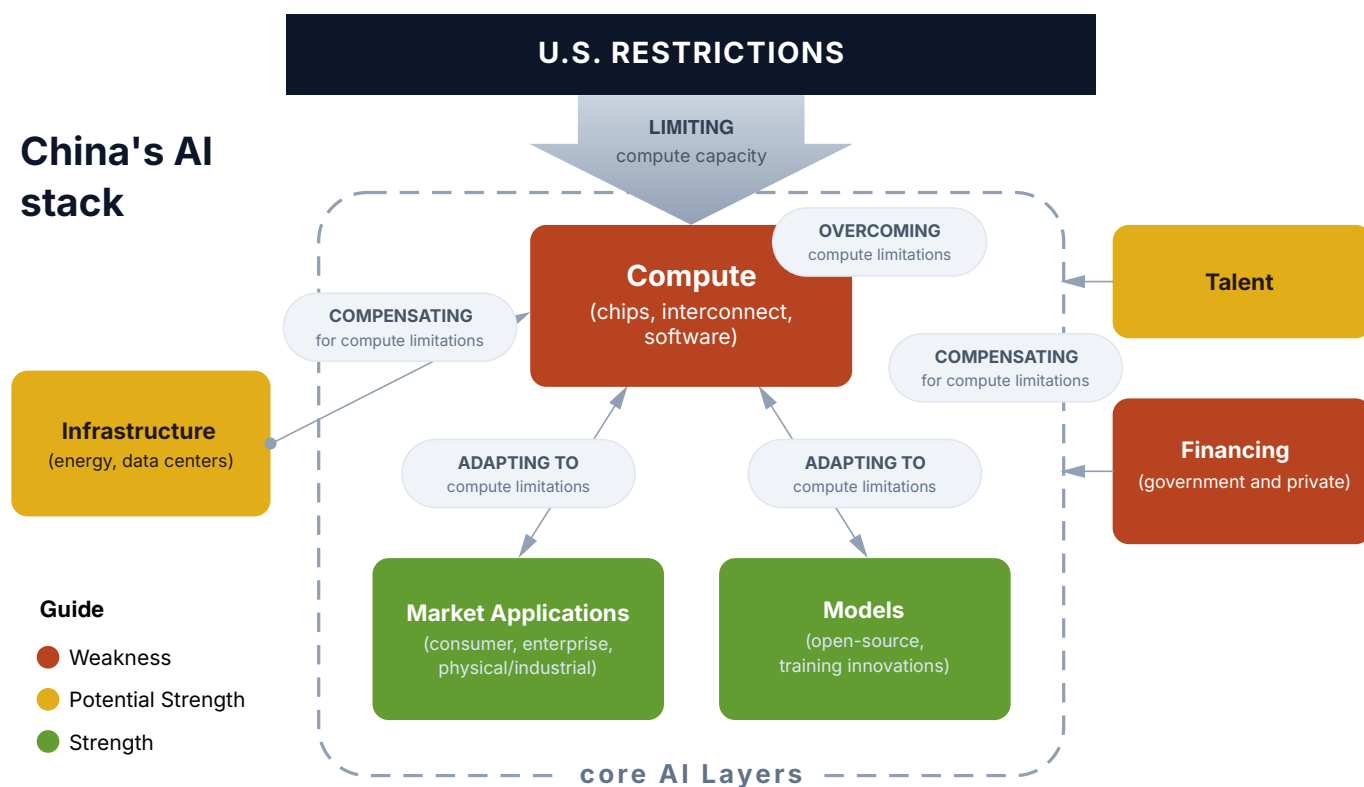 U.S. RESTRICTIONS
LIMITING
compute capacity
China's AI
stack
OVERCOMING
compute limitations
Compute
(chips, interconnect,
software)
Talent
COMPENSATING
for compute limitations
COMPENSATING
for compute limitations
Infrastructure
(energy, data centers)
Financing
(government and private)
ADAPTING TO
compute limitations
ADAPTING TO
compute limitations
Market Applications
(consumer, enterprise,
physical/industrial)
Models
(open-source,
training innovations)
Guide
Weakness
Potential Strength
Strength
core AI Layers